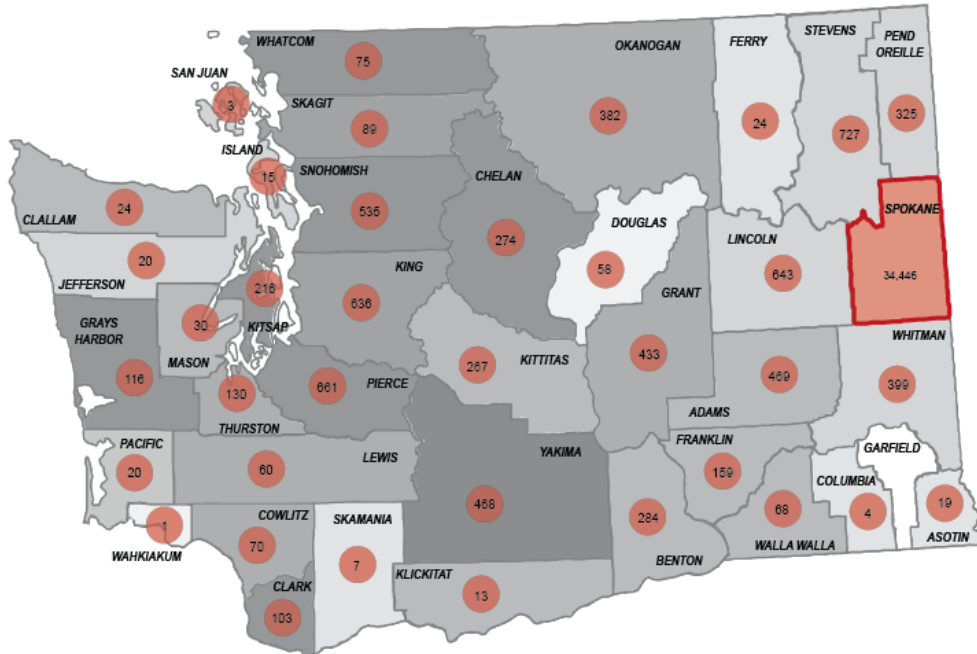 WHATCOM
75
OKANOGAN
382
FERRY
24
STEVENS
727
PEND
OREILLE
325
SAN JUAN
3
SKAGIT
89
ISLAND
15
SNOHOMISH
535
CHELAN
274
DOUGLAS
58
LINCOLN
643
SPOKANE
34,446
CLALLAM
24
20
JEFFERSON
KING
636
GRANT
433
216
KITSAP
GRAYS
HARBOR
116
30
MASON
KITTITAS
267
WHITMAN
399
PIERCE
661
130
THURSTON
469
ADAMS
PACIFIC
20
LEWIS
60
YAKIMA
468
FRANKLIN
159
GARFIELD
COLUMBIA
4
19
ASOTIN
1
WAHKIAKUM
COWLITZ
70
SKAMANIA
7
284
BENTON
68
WALLA WALLA
KLICKITAT
13
CLARK
103